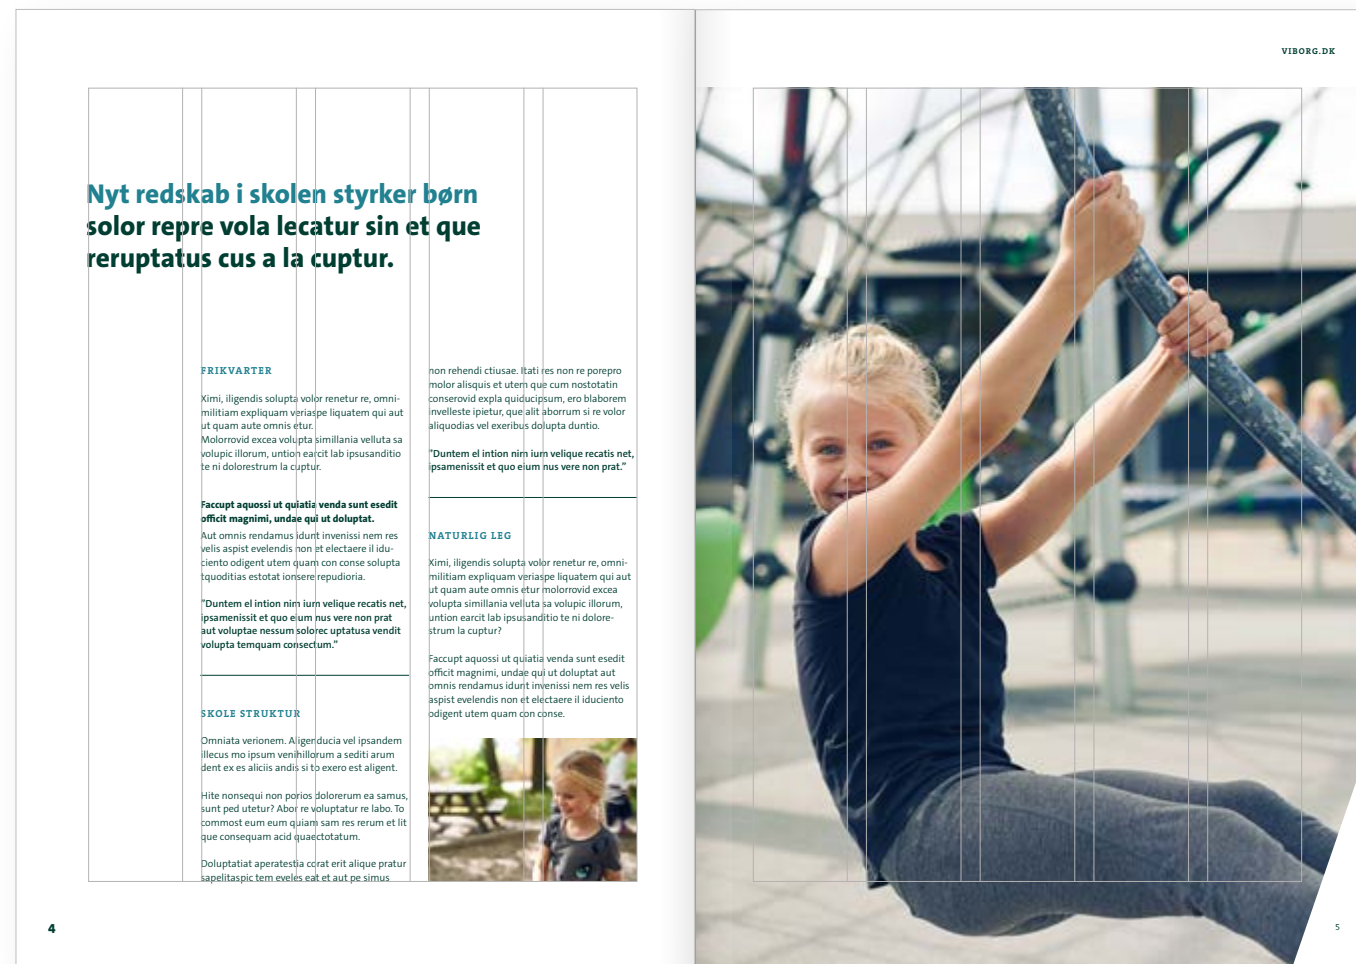 VIBORG.DK
Nyt redskab i skolen styrker børn
solor repre vola lecatur sin et que
reruptatus cus a la cuptur.
FRIKVARTER
Ximi, iligendis solupta volor renetur re, omni-
militiam expliquam veriaspe liquatem qui aut
ut quam aute omnis etur.
Molorrovid excea volupta simillania velluta sa
volupic illorum, untion earcit lab ipsusanditio
te ni dolorestrum la cuptur.
Faccupt aquossi ut quiatia venda sunt esedit
officit magnimi, undae qui ut doluptat.
Aut omnis rendamus idunt invenissi nem res
velis aspist evelendis non et electaere il idu-
ciento odigent utem quam con conse solupta
tquoditias estotat ionsere repudioria.
"Duntem el intion nim ium velique recatis net,
ipsamenissit et quo eium nus vere non prat
aut voluptae nessum solorec uptatusa vendit
volupta temquam consectum."
SKOLE STRUKTUR
Omniata verionem. Aligenducia vel ipsandem
illecus mo ipsum venihillorum a sediti arum
dent ex es aliciis andis si to exero est aligent.
Hite nonsequi non porios dolorerum ea samus,
sunt ped utetur? Abor re voluptatur re labo. To
commost eum eum quiam sam res rerum et lit
que consequam acid quaectotatum.
Doluptatiat aperatestia corat erit alique pratur
sapelitaspic tem eveles eat et aut pe simus
non rehendi ctiusae. Itati res non re porepro
molor alisquis et utem que cum nostotatin
conserovid expla quiducipsum, ero blaborem
invelleste ipietur, que alit aborrum si re volor
aliquodias vel exeribus dolupta duntio.
"Duntem el intion nim ium velique recatis net,
ipsamenissit et quo eium nus vere non prat."
NATURLIG LEG
Ximi, iligendis solupta volor renetur re, omni-
militiam expliquam veriaspe liquatem qui aut
ut quam aute omnis etur molorrovid excea
volupta simillania velluta sa volupic illorum,
untion earcit lab ipsusanditio te ni dolore-
strum la cuptur?
Faccupt aquossi ut quiatia venda sunt esedit
officit magnimi, undae qui ut doluptat aut
omnis rendamus idunt invenissi nem res velis
aspist evelendis non et electaere il iduciento
odigent utem quam con conse.
4
5